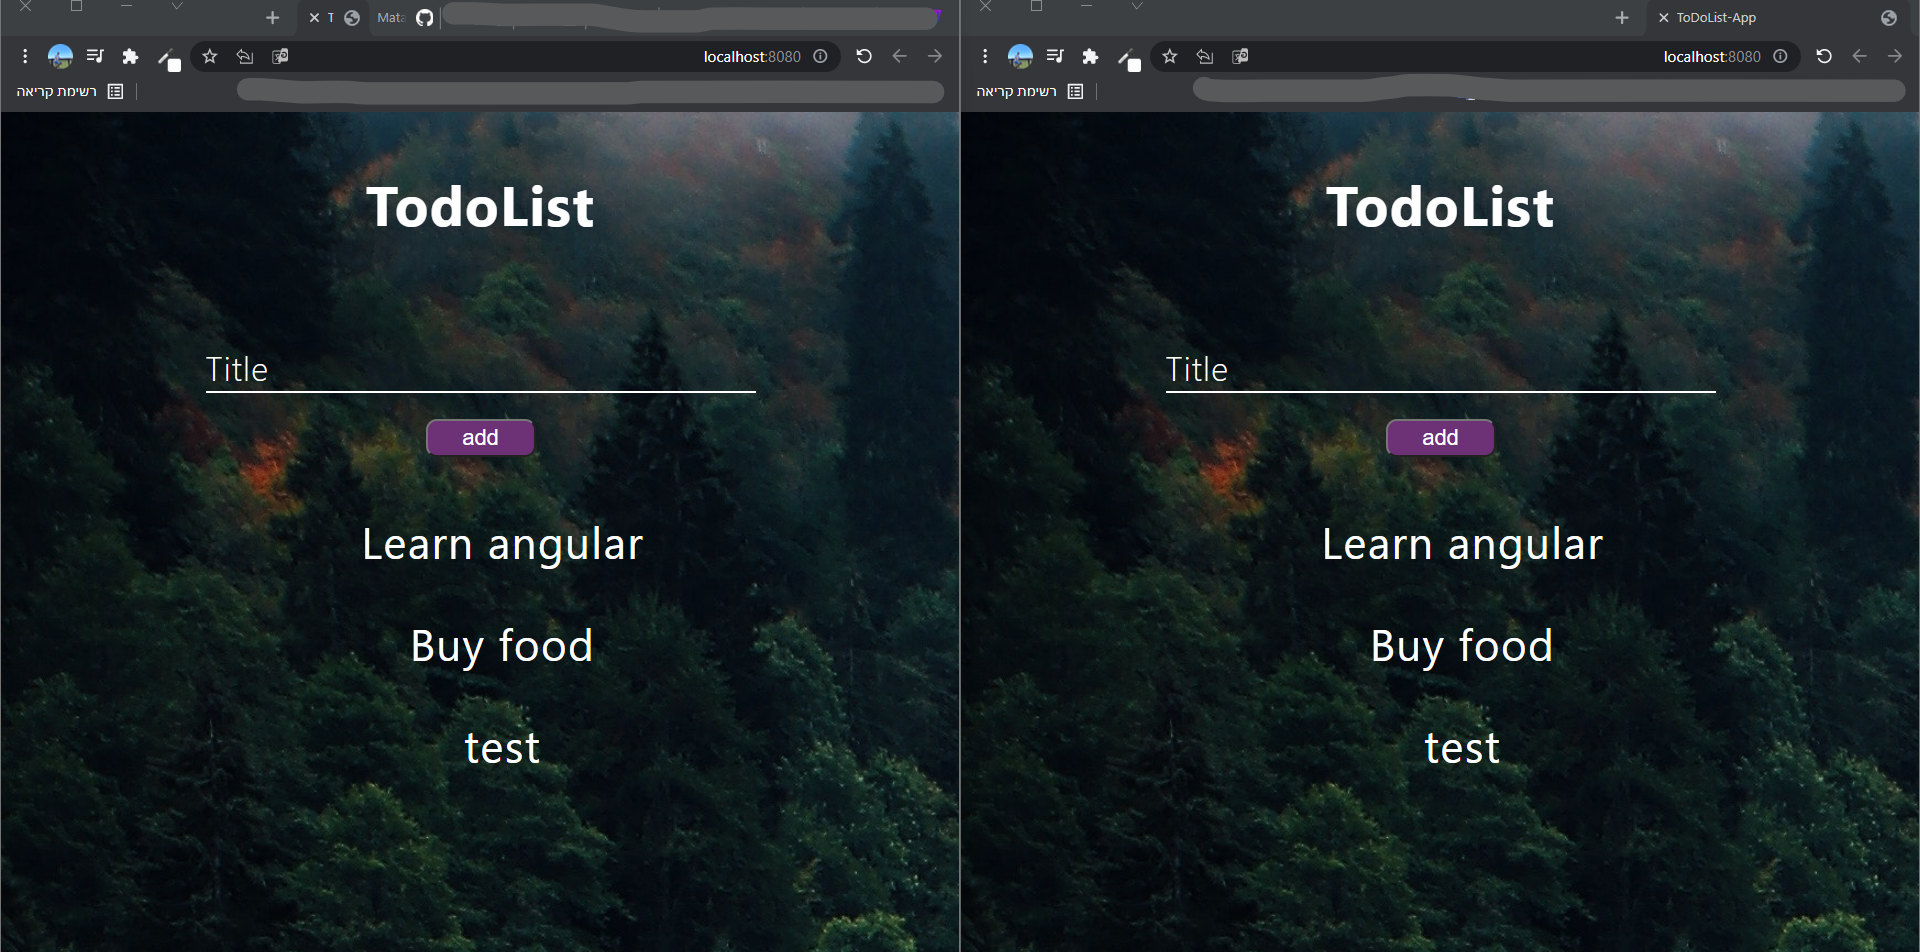 T
Mata
localhost:8080
רשימת קריאה
TodoList
Title
add
Learn angular
Buy food
test
ToDoList-App
localhost:8080
רשימת קריאה
TodoList
Title
add
Learn angular
Buy food
test